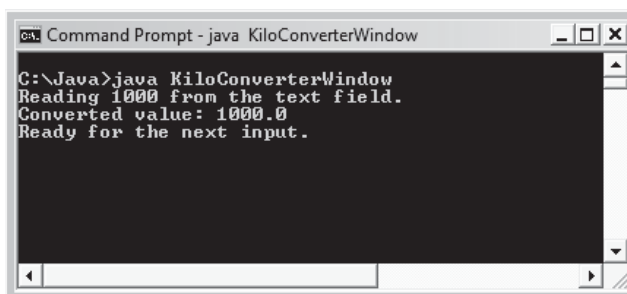 Command Prompt - java KiloConverterWindow
C:\Java>java KiloConverterWindow
Reading 1000 from the text field.
Converted value: 1000.0
Ready for the next input.